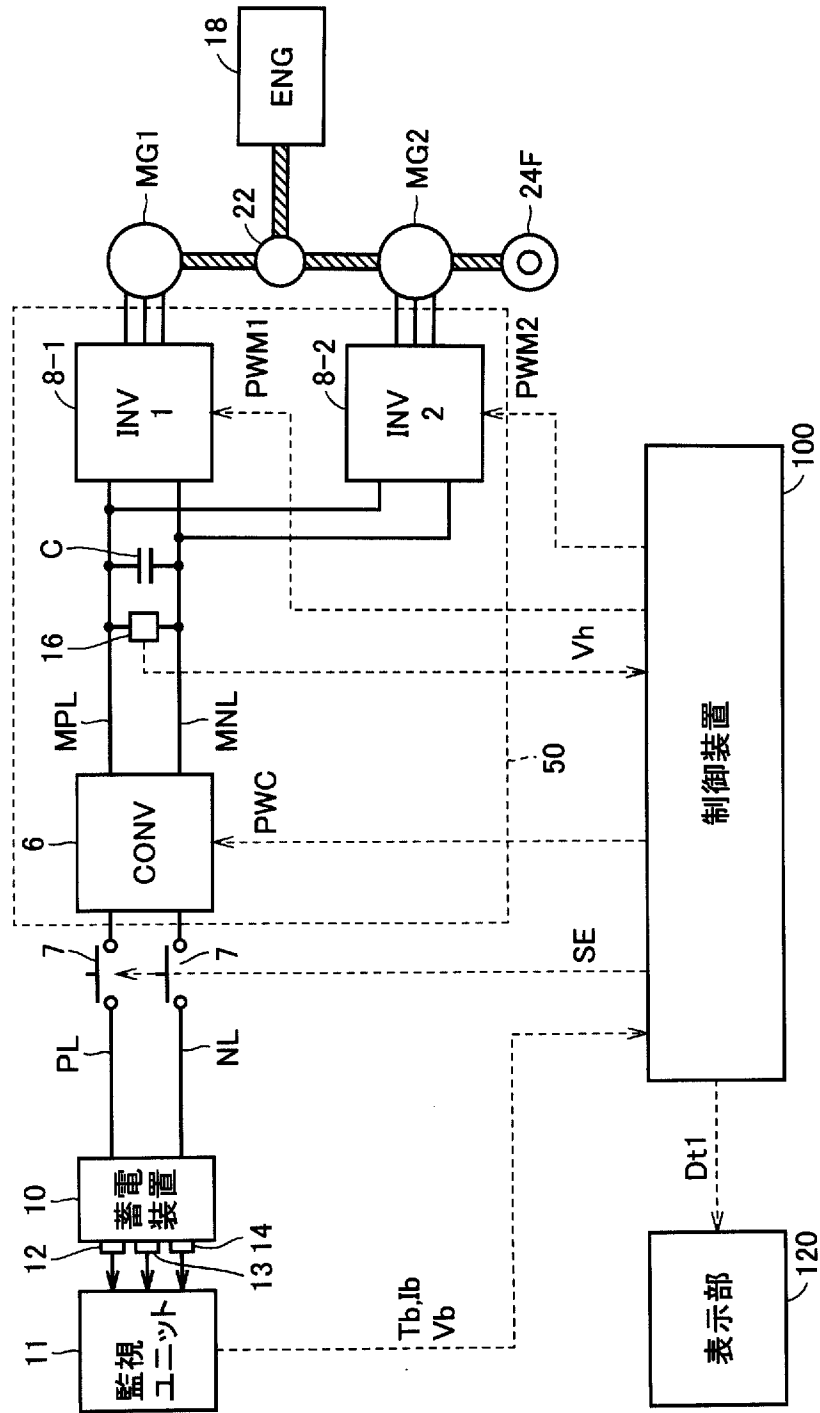 18
ENG
MG1
22
MG2
24F
8-1
INV
1
PWM1
8-2
INV
2
PWM2
C
16
Vh
MPL
MNL
50
6
CONV
PWC
7
7
SE
PL
NL
10
蓄電
装置
12
13
14
11
監視
ユニット
Tb,Ib
Vb
100
制御装置
Dt1
120
表示部